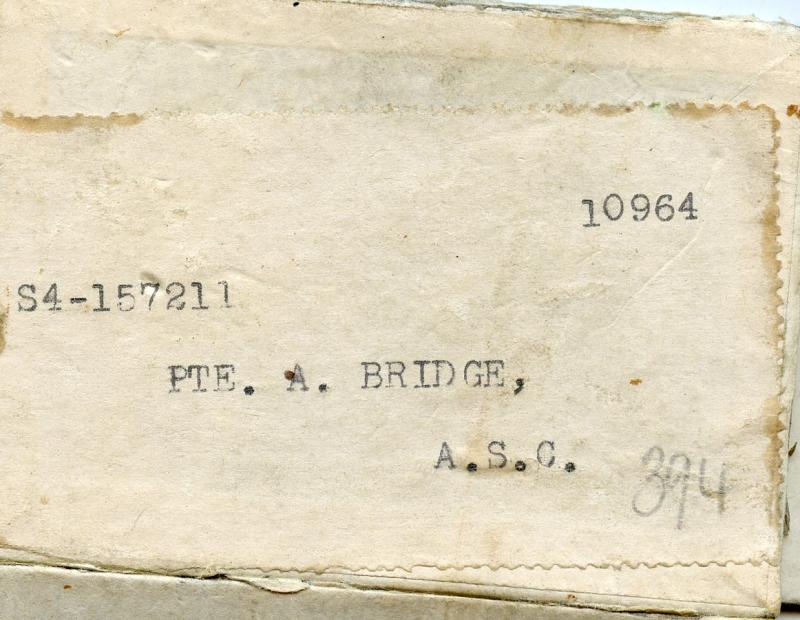 10964
S4-157211
PTE. A. BRIDGE,
A.S.C.
394